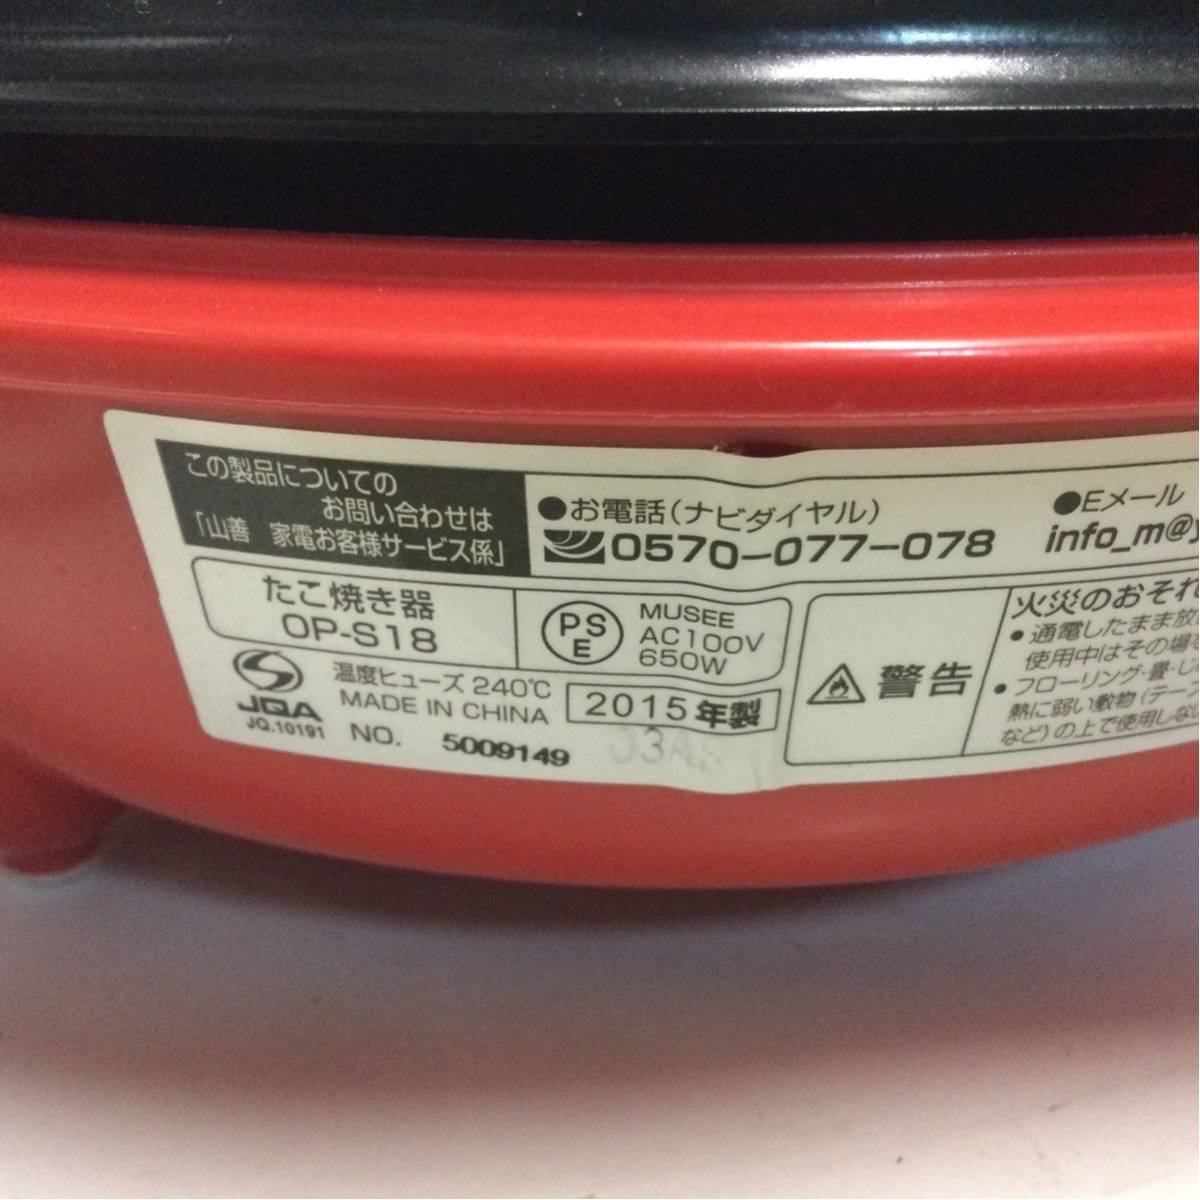 この製品についての
お問い合わせは
「山善 家電お客様サービス係」
●お電話(ナビダイヤル)
0570-077-078
●Eメール
info_m@
たこ焼き器
OP-S18
PS
E
MUSEE
AC100V
650W
JQA
JQ.10191
温度ヒューズ 240℃
MADE IN CHINA
2015年製
NO. 5009149
警告
火災のおそれ
●通電したまま
使用中はその場
●フローリング・畳・じ
熱に弱い敷物(テー
など)の上で使用しな